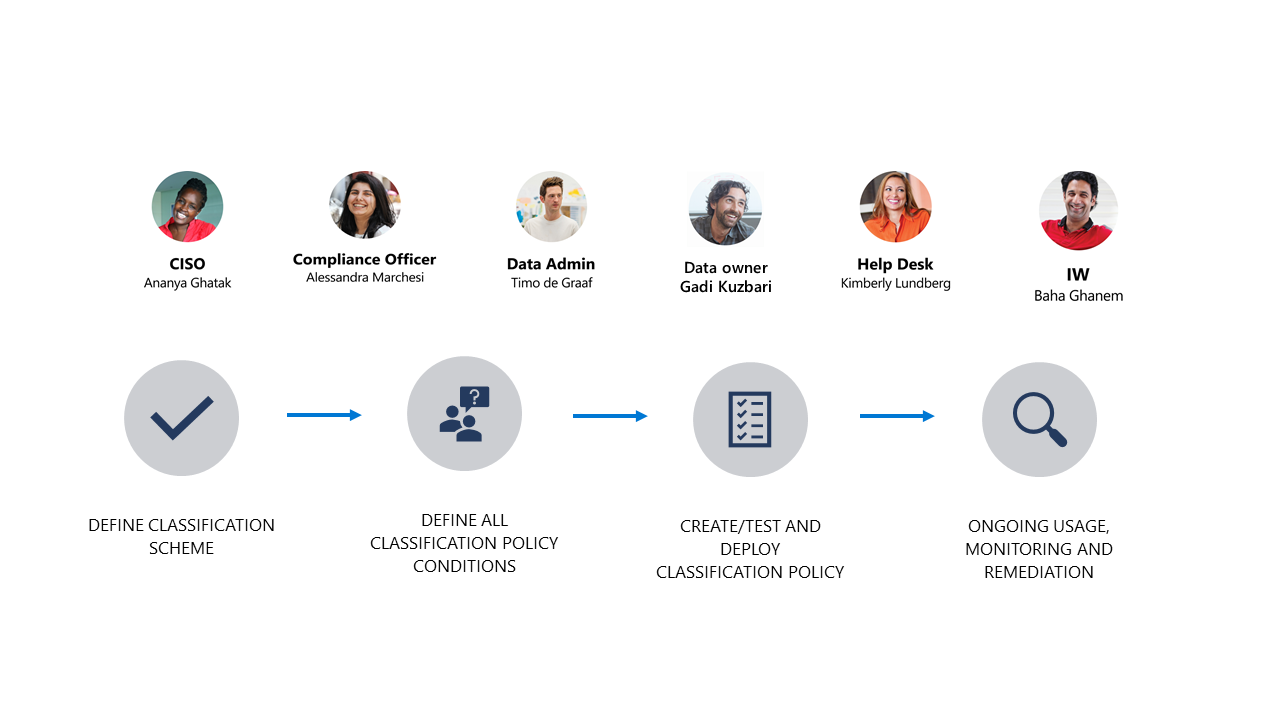 CISO
Ananya Ghatak
Compliance Officer
Alessandra Marchesi
Data Admin
Timo de Graaf
Data owner
Gadi Kuzbari
Help Desk
Kimberly Lundberg
IW
Baha Ghanem
?
DEFINE CLASSIFICATION
SCHEME
DEFINE ALL
CLASSIFICATION POLICY
CONDITIONS
CREATE/TEST AND
DEPLOY
CLASSIFICATION POLICY
ONGOING USAGE,
MONITORING AND
REMEDIATION